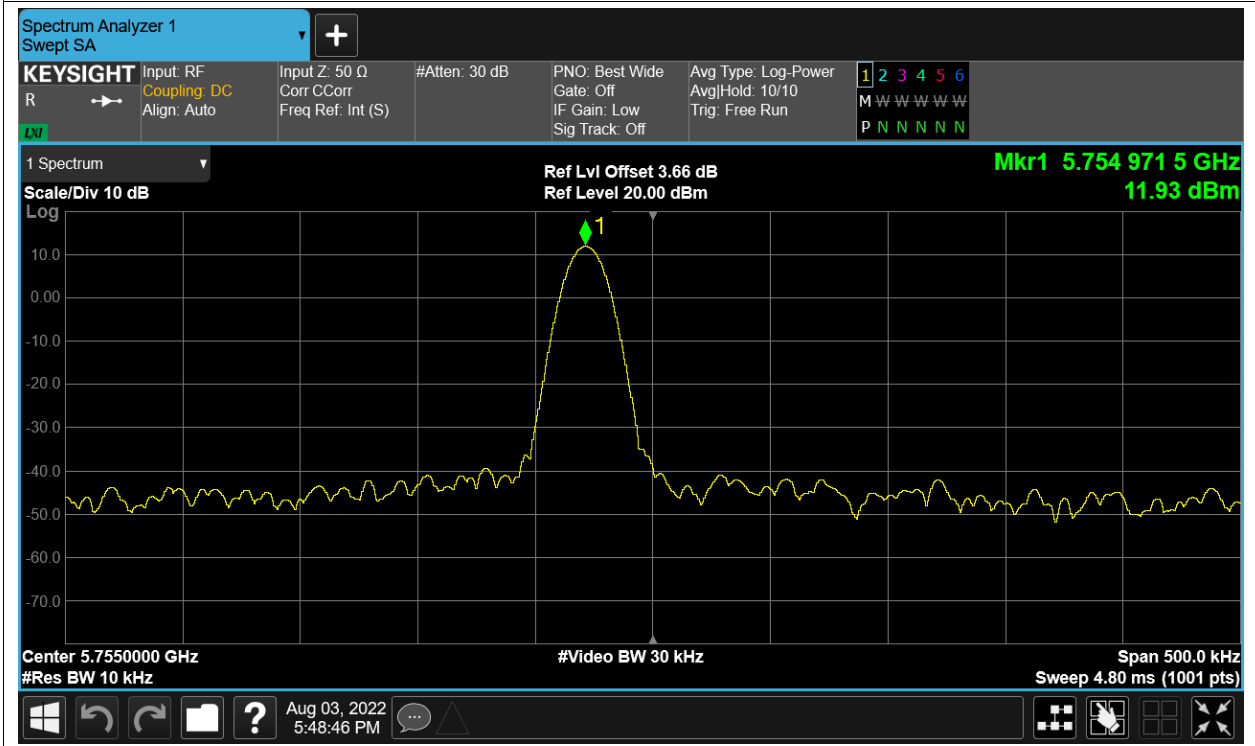 Spectrum Analyzer 1
Swept SA
+
KEYSIGHT
R
LXI
Input: RF
Coupling: DC
Align: Auto
Input Z: 50 Ω
Corr CCorr
Freq Ref: Int (S)
#Atten: 30 dB
PNO: Best Wide
Gate: Off
IF Gain: Low
Sig Track: Off
Avg Type: Log-Power
Avg|Hold: 10/10
Trig: Free Run
1 2 3 4 5 6
M W W W W W
P N N N N N
1 Spectrum
Scale/Div 10 dB
Log
Ref Lvl Offset 3.66 dB
Ref Level 20.00 dBm
Mkr1 5.754 971 5 GHz
11.93 dBm
1
10.0
0.00
-10.0
-20.0
-30.0
-40.0
-50.0
-60.0
-70.0
Center 5.7550000 GHz
#Res BW 10 kHz
#Video BW 30 kHz
Span 500.0 kHz
Sweep 4.80 ms (1001 pts)
?
Aug 03, 2022
5:48:46 PM